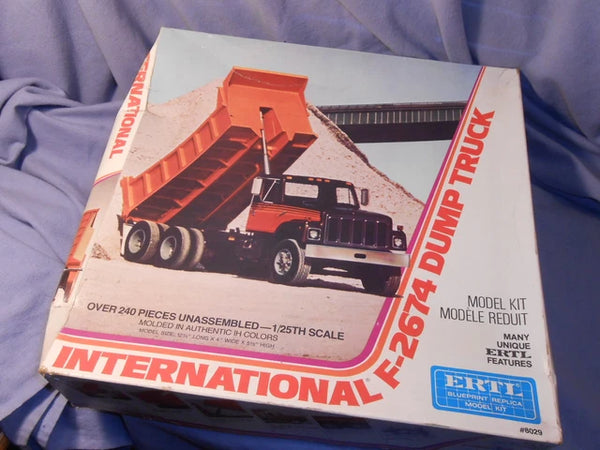 INTERNATIONAL
OVER 240 PIECES UNASSEMBLED—1/25TH SCALE
MOLDED IN AUTHENTIC IH COLORS
INTERNATIONAL® F-2674 DUMP TRUCK
MODEL KIT
MODÈLE REDUIT
MANY
UNIQUE
ERTL
FEATURES
ERTL
BLUEPRINT REPLICA
MODEL KIT
#8029